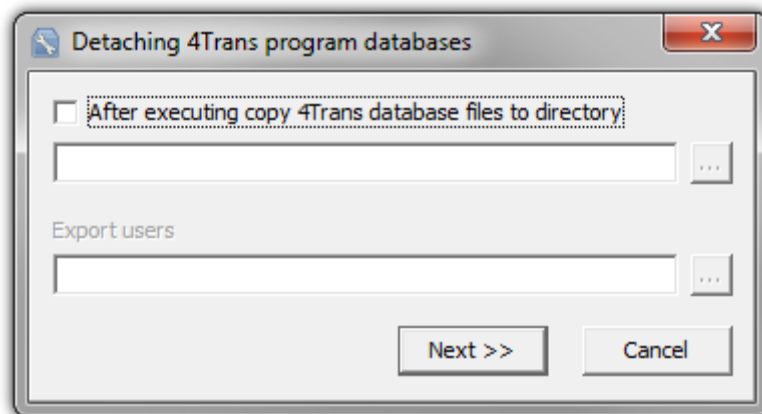 Detaching 4Trans program databases
After executing copy 4Trans database files to directory
...
Export users
...
Next >> Cancel